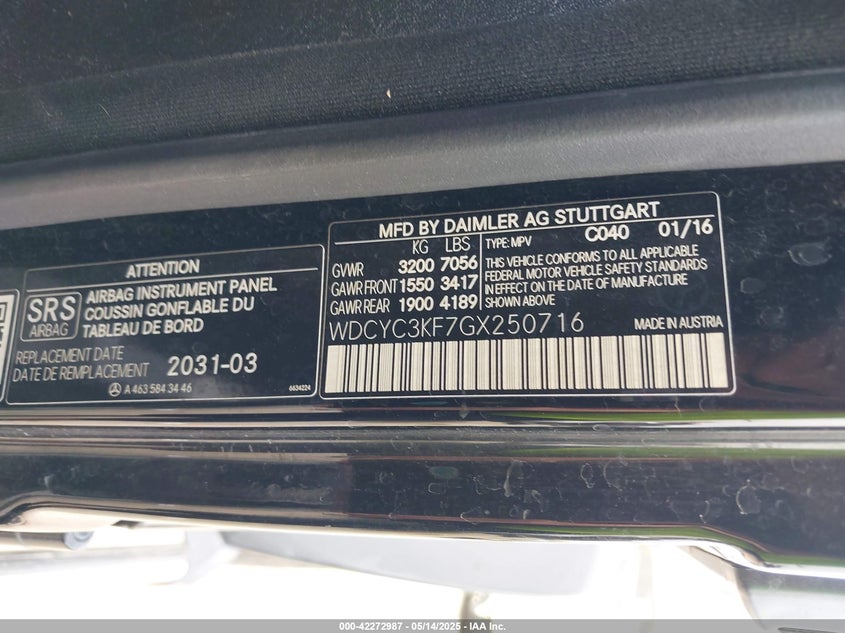 ATTENTION
SRS
AIRBAG
AIRBAG INSTRUMENT PANEL
COUSSIN GONFLABLE DU
TABLEAU DE BORD
REPLACEMENT DATE
DATE DE REMPLACEMENT
2031-03
A 463 584 34 46
6634224
MFD BY DAIMLER AG STUTTGART
KG LBS
GVWR 3200 7056
GAWR FRONT 1550 3417
GAWR REAR 1900 4189
TYPE: MPV C040 01/16
THIS VEHICLE CONFORMS TO ALL APPLICABLE
FEDERAL MOTOR VEHICLE SAFETY STANDARDS
IN EFFECT ON THE DATE OF MANUFACTURE
SHOWN ABOVE
WDCYC3KF7GX250716
MADE IN AUSTRIA
000-42272987 - 05/14/2025 - IAA Inc.